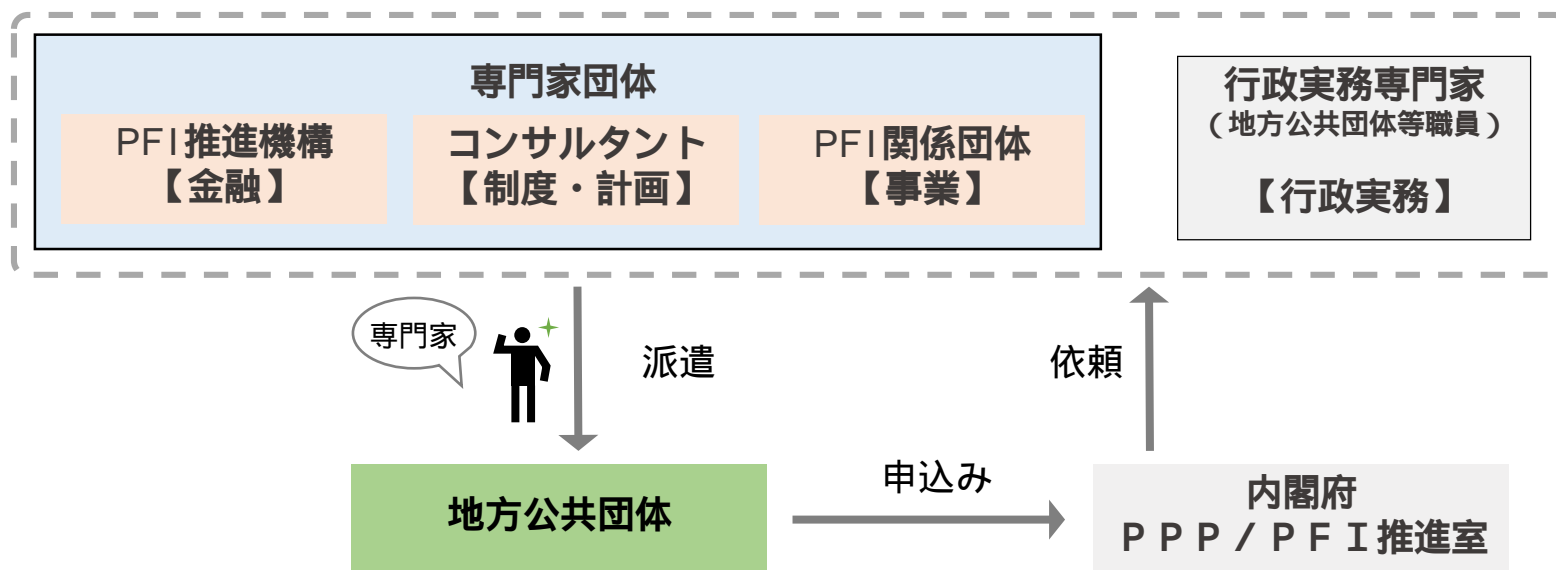 専門家団体
PFI推進機構
【金融】
コンサルタント
【制度・計画】
PFI関係団体
【事業】
行政実務専門家
（地方公共団体等職員）
【行政実務】
専門家
派遣
依頼
地方公共団体
申込み
内閣府
ＰＰＰ/ＰＦＩ推進室